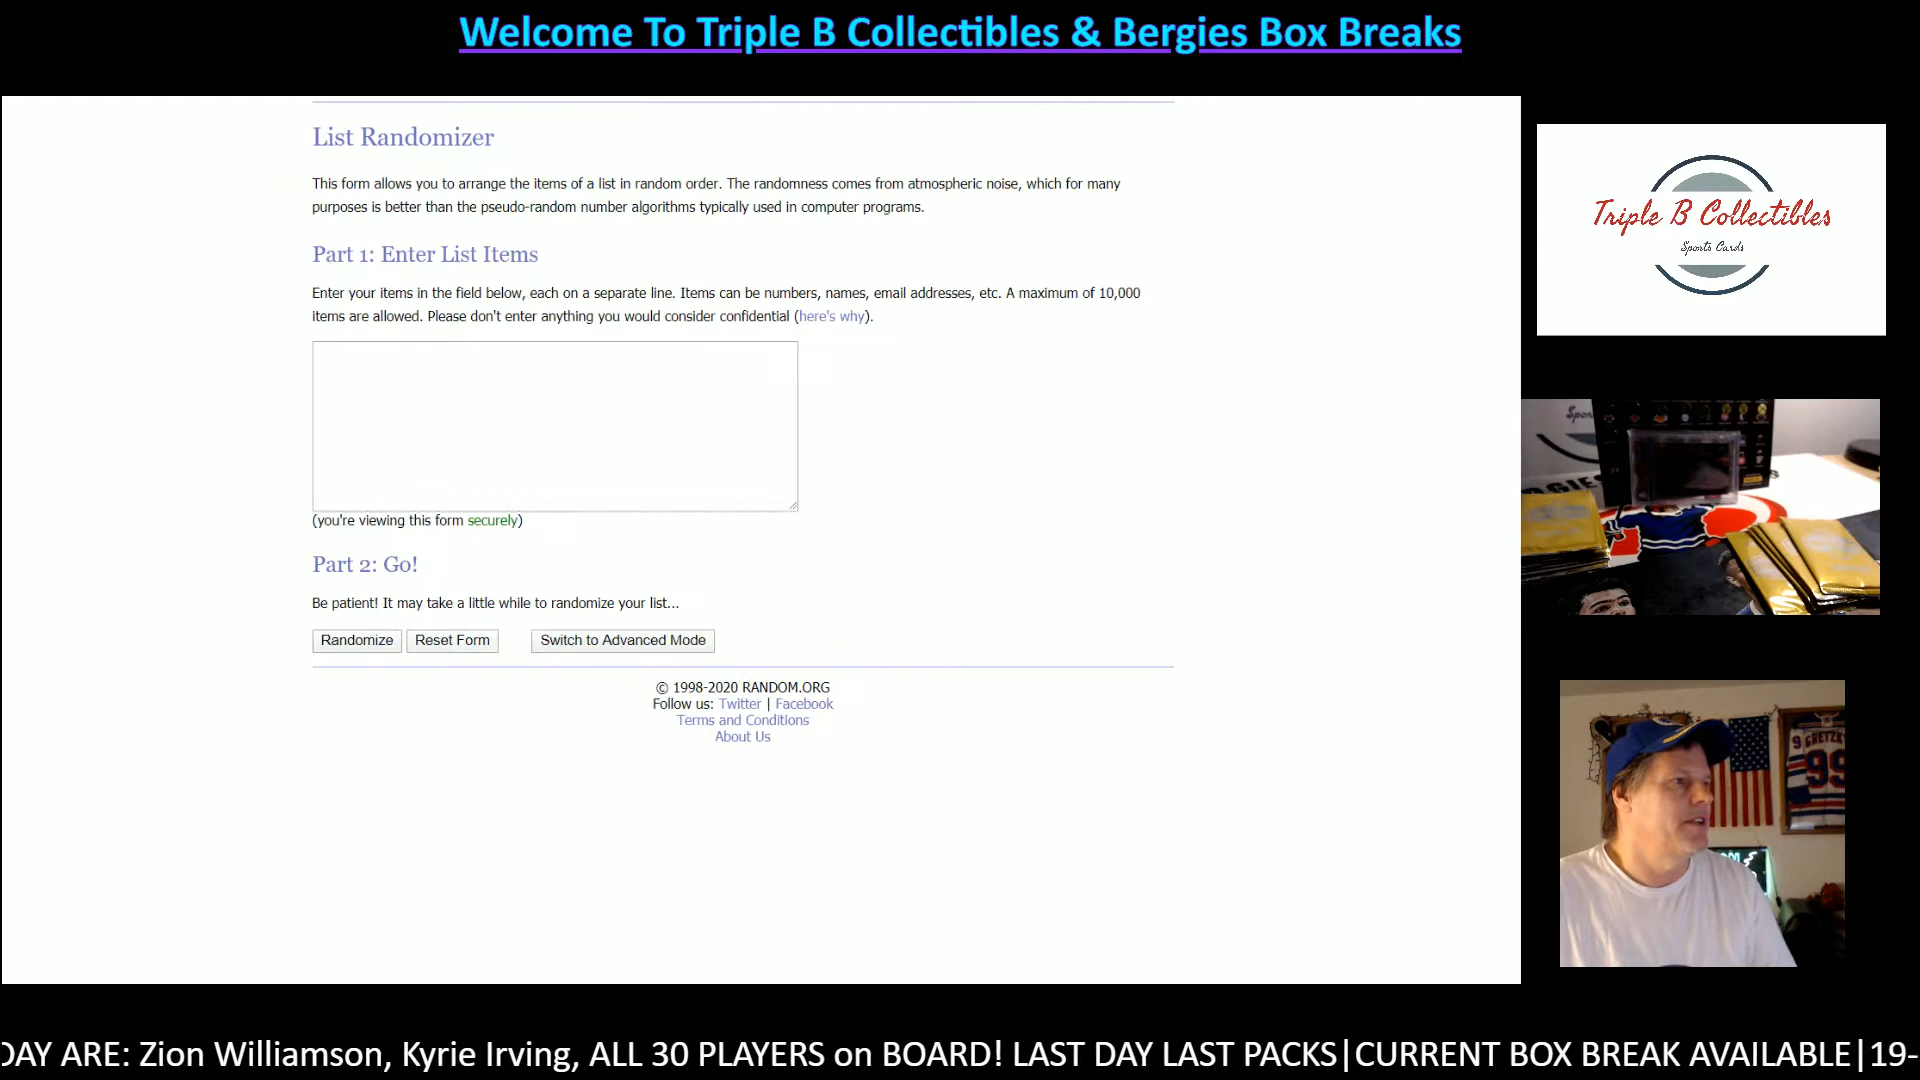 Welcome To Triple B Collectibles & Bergies Box Breaks
List Randomizer
This form allows you to arrange the items of a list in random order. The randomness comes from atmospheric noise, which for many
purposes is better than the pseudo-random number algorithms typically used in computer programs.
Part 1: Enter List Items
Enter your items in the field below, each on a separate line. Items can be numbers, names, email addresses, etc. A maximum of 10,000
items are allowed. Please don't enter anything you would consider confidential (here's why).
(you're viewing this form securely)
Part 2: Go!
Be patient! It may take a little while to randomize your list...
Randomize Reset Form Switch to Advanced Mode
© 1998-2020 RANDOM.ORG
Follow us: Twitter | Facebook
Terms and Conditions
About Us
Triple B Collectibles
Sports Cards
9 GRETZK
99
DAY ARE: Zion Williamson, Kyrie Irving, ALL 30 PLAYERS on BOARD! LAST DAY LAST PACKS|CURRENT BOX BREAK AVAILABLE|19-